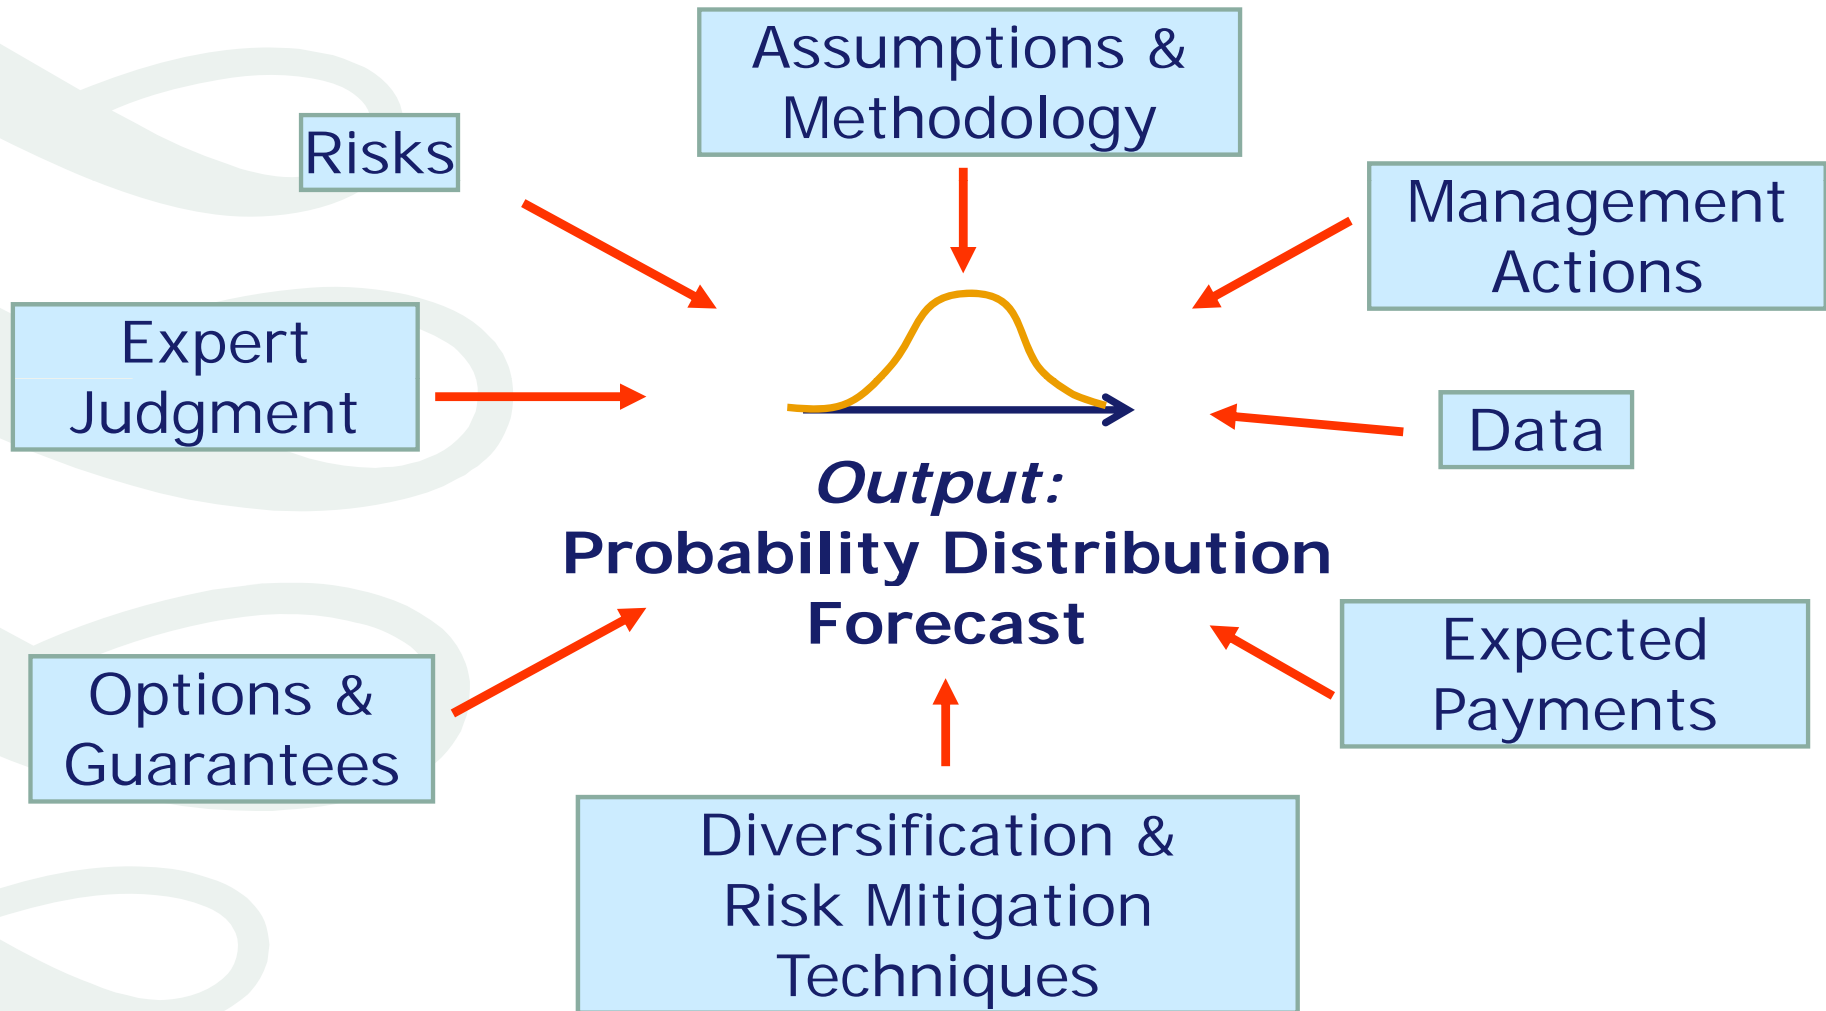 Assumptions &
Methodology
Risks
Management
Actions
Expert
Judgment
Data
Output:
Probability Distribution
Forecast
Options &
Guarantees
Expected
Payments
Diversification &
Risk Mitigation
Techniques